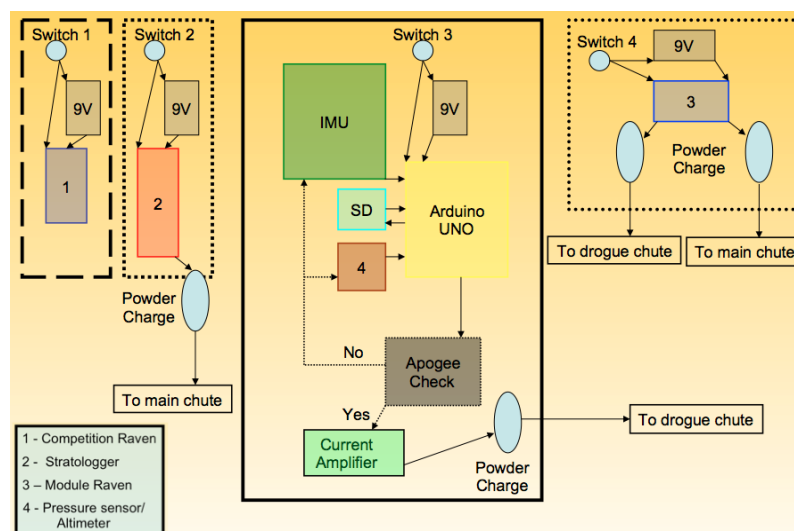 Switch 1
9V
1
Switch 2
9V
2
Powder
Charge
To main chute
Switch 3
9V
IMU
SD
4
Arduino
UNO
No
Apogee
Check
Yes
Current
Amplifier
Powder
Charge
To drogue chute
Switch 4
9V
3
Powder
Charge
To drogue chute
To main chute
1 - Competition Raven
2 - Stratologger
3 – Module Raven
4 - Pressure sensor/
Altimeter